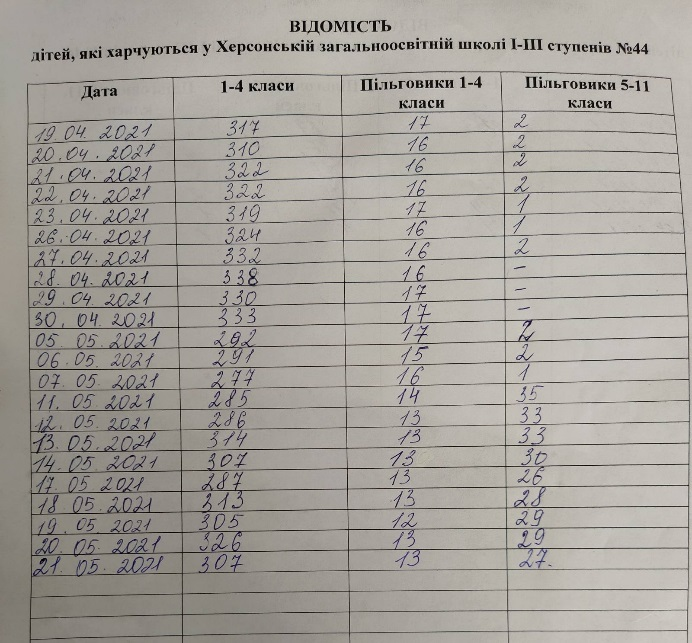 ВІДОМІСТЬ
дітей, які харчуються у Херсонській загальноосвітній школі І-ІІІ ступенів №44
Дата 1-4 класи Пільговики 1-4 класи Пільговики 5-11 класи
19 04. 2021 317 17 2
20.04. 2021 310 16 2
21.04. 2021 322 16 2
22.04. 2021 322 16 2
23.04. 2021 319 17 1
26.04. 2021 324 16 1
27.04. 2021 332 16 2
28. 04. 2021 338 16 –
29.04. 2021 330 17 –
30. 04. 2021 333 17 –
05. 05. 2021 292 17 2
06.05. 2021 291 15 2
07. 05. 2021 277 16 1
11. 05. 2021 285 14 35
12. 05. 2021 286 13 33
13. 05. 2021 314 13 33
14. 05. 2021 307 13 30
17. 05 2021 287 13 26
18 05. 2021 313 13 28
19. 05. 2021 305 12 29
20. 05. 2021 326 13 29
21. 05. 2021 307 13 27.